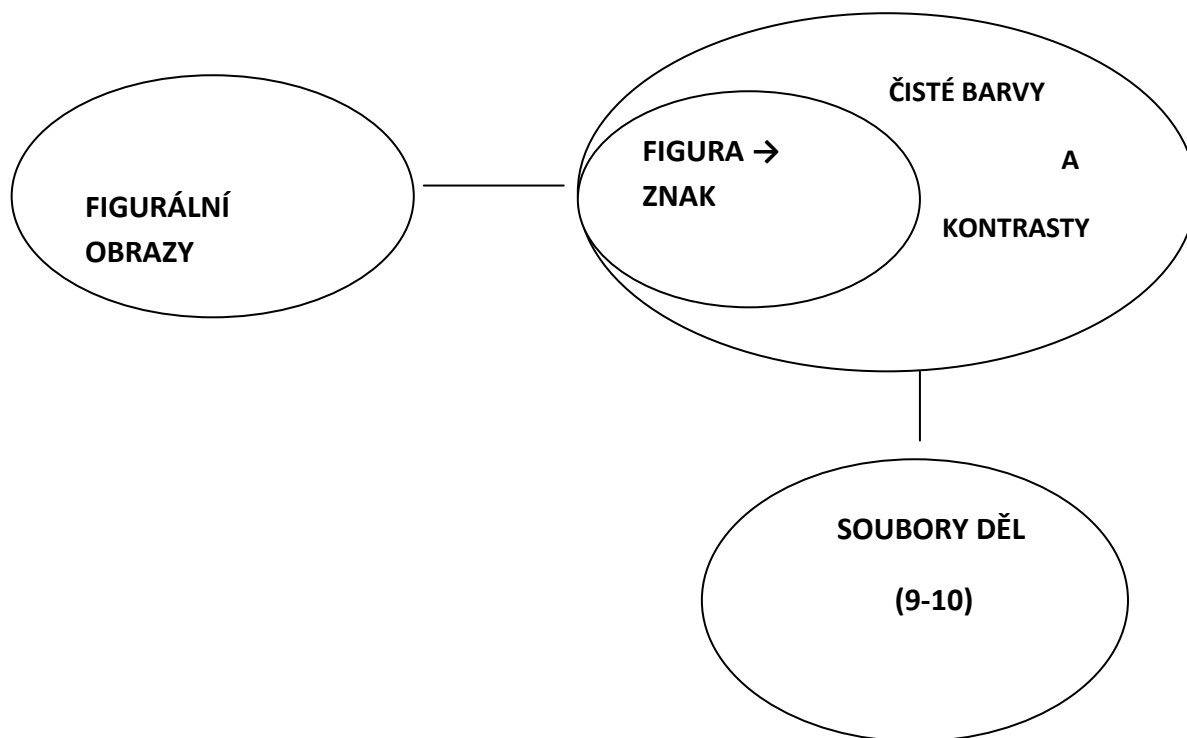 FIGURÁLNÍ
OBRAZY
FIGURA →
ZNAK
ČISTÉ BARVY
A
KONTRASTY
SOUBORY DĚL
(9-10)